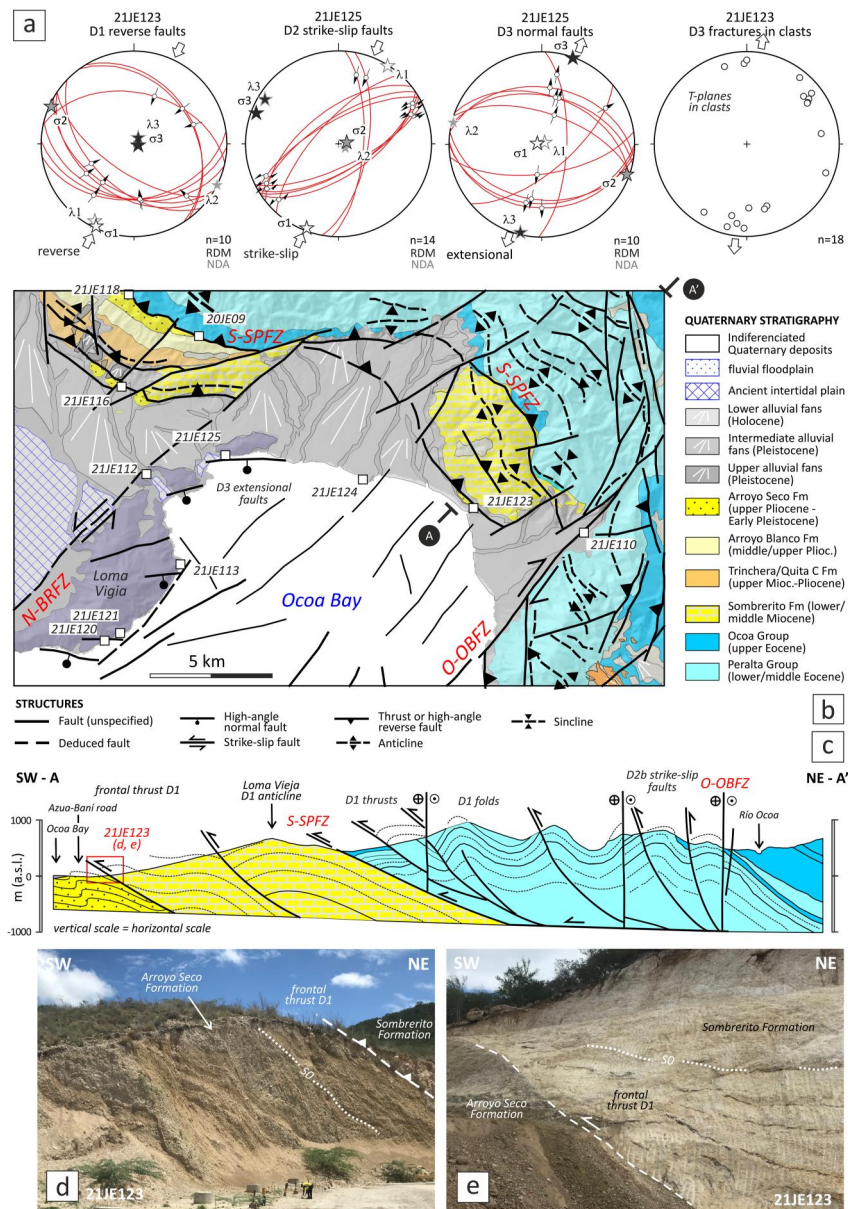 a
21JE123
D1 reverse faults
21JE125
D2 strike-slip faults
21JE125
D3 normal faults
21JE123
D3 fractures in clasts
σ2
λ3
σ3
λ2
λ1
σ1
reverse
n=10
RDM
NDA
λ1
λ3
σ3
σ2
λ2
σ1
strike-slip
n=14
RDM
NDA
σ3
λ2
σ1
λ1
σ2
λ3
extensional
n=10
RDM
NDA
T-planes
in clasts
n=18
21JE118
20JE09
S-SPFZ
S-SPFZ
A'
21JE116
21JE125
21JE112
D3 extensional
faults
21JE124
21JE123
A
21JE110
Loma
Vigia
21JE113
N-BRFZ
Ocoa Bay
21JE121
21JE120
O-OBFZ
5 km
QUATERNARY STRATIGRAPHY
Indiferenciated
Quaternary deposits
fluvial floodplain
Ancient intertidal plain
Lower alluvial fans
(Holocene)
Intermediate alluvial
fans (Pleistocene)
Upper alluvial fans
(Pleistocene)
Arroyo Seco Fm
(upper Pliocene -
Early Pleistocene)
Arroyo Blanco Fm
(middle/upper Plioc.)
Trinchera/Quita C Fm
(upper Mioc.-Pliocene)
Sombrerito Fm (lower/
middle Miocene)
Ocoa Group
(upper Eocene)
Peralta Group
(lower/middle Eocene)
b
STRUCTURES
Fault (unspecified)
Deduced fault
High-angle
normal fault
Strike-slip fault
Thrust or high-angle
reverse fault
Anticline
Sincline
c
SW - A
NE - A'
frontal thrust D1
Loma Vieja
D1 anticline
S-SPFZ
D1 thrusts
D1 folds
D2b strike-slip
faults
O-OBFZ
Río Ocoa
Azua-Baní road
Ocoa Bay
21JE123
(d, e)
1000
0
-1000
m (a.s.l.)
1000
0
-1000
vertical scale = horizontal scale
SW
NE
Arroyo Seco
Formation
frontal
thrust D1
Sombrerito
Formation
S0
d
21JE123
SW
NE
Sombrerito Formation
S0
Arroyo Seco
Formation
frontal
thrust D1
e
21JE123